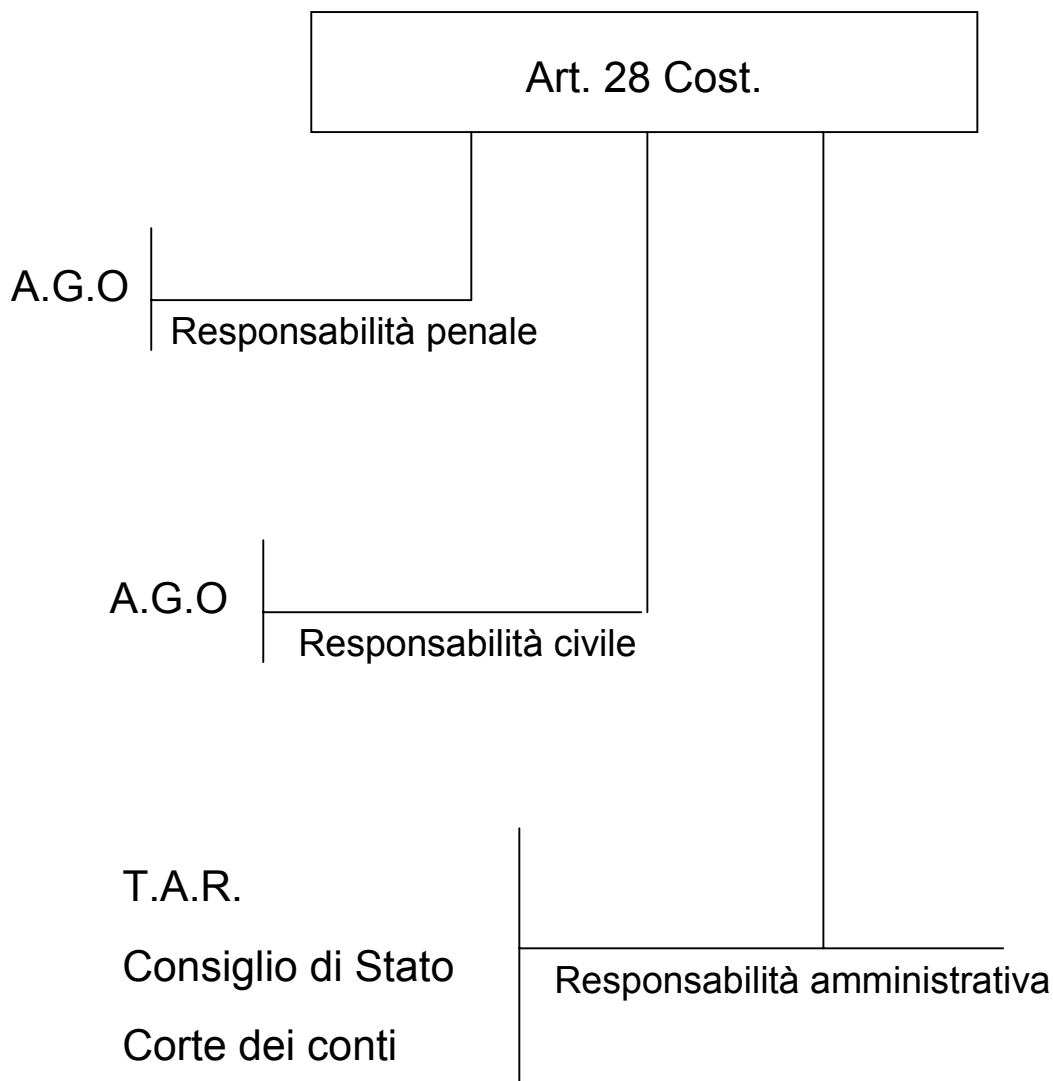 Art. 28 Cost.
A.G.O
Responsabilità penale
A.G.O
Responsabilità civile
T.A.R.
Consiglio di Stato
Responsabilità amministrativa
Corte dei conti